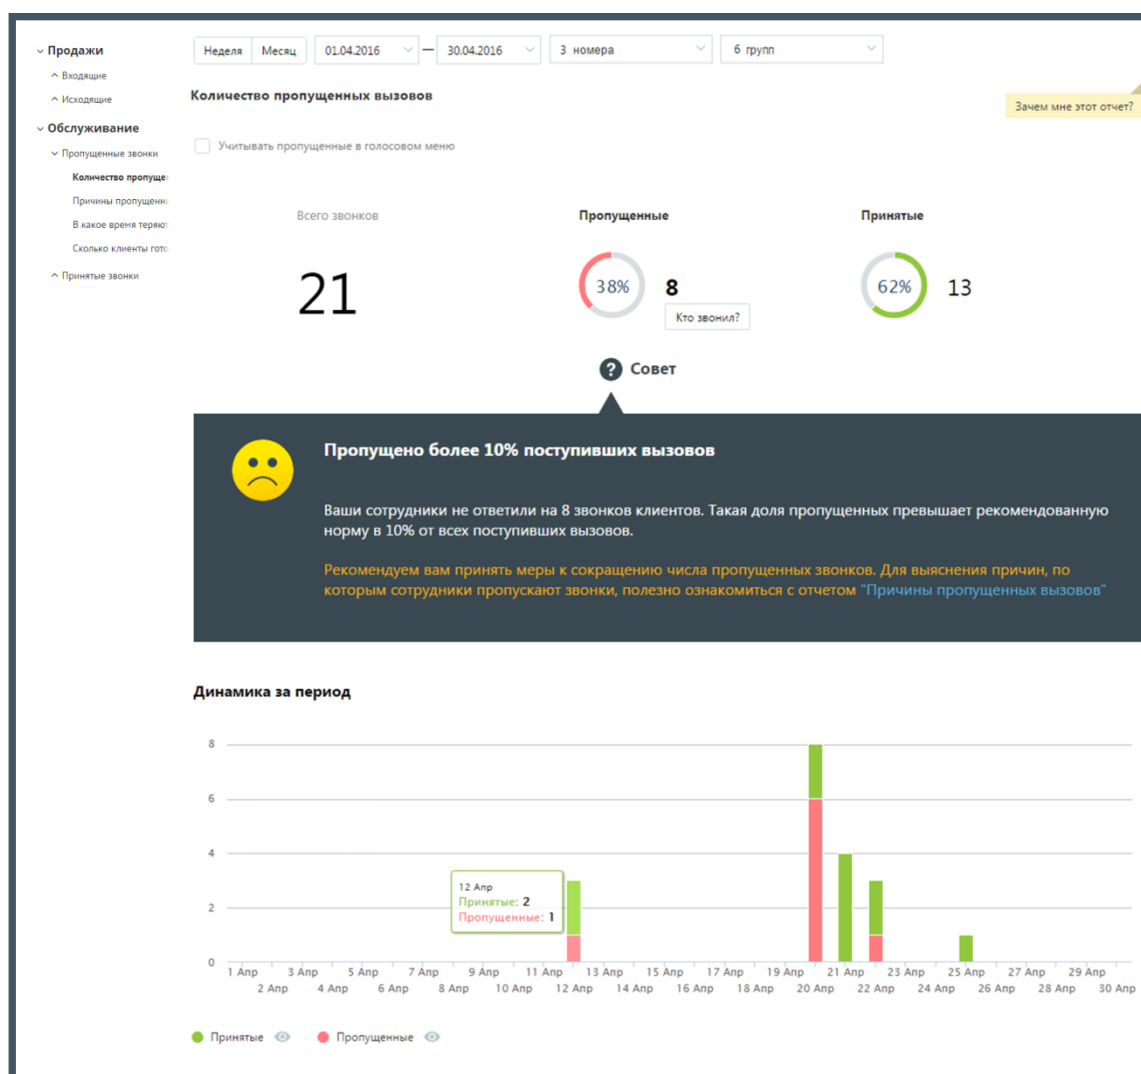 Продажи
Входящие
Исходящие
Обслуживание
Пропущенные звонки
Количество пропуще
Причины пропущенн
В какое время теряют
Сколько клиенты гото
Принятые звонки
Неделя Месяц 01.04.2016 — 30.04.2016 3 номера 6 групп
Количество пропущенных вызовов
Зачем мне этот отчет?
Учитывать пропущенные в голосовом меню
Всего звонков Пропущенные Принятые
21 38% 8 62% 13
Кто звонил?
? Совет
Пропущено более 10% поступивших вызовов
Ваши сотрудники не ответили на 8 звонков клиентов. Такая доля пропущенных превышает рекомендованную
норму в 10% от всех поступивших вызовов.
Рекомендуем вам принять меры к сокращению числа пропущенных звонков. Для выяснения причин, по
которым сотрудники пропускают звонки, полезно ознакомиться с отчетом "Причины пропущенных вызовов"
Динамика за период
8
6
4
2
0
12 Апр
Принятые: 2
Пропущенные: 1
1 Апр 3 Апр 5 Апр 7 Апр 9 Апр 11 Апр 13 Апр 15 Апр 17 Апр 19 Апр 21 Апр 23 Апр 25 Апр 27 Апр 29 Апр
2 Апр 4 Апр 6 Апр 8 Апр 10 Апр 12 Апр 14 Апр 16 Апр 18 Апр 20 Апр 22 Апр 24 Апр 26 Апр 28 Апр 30 Апр
Принятые Пропущенные